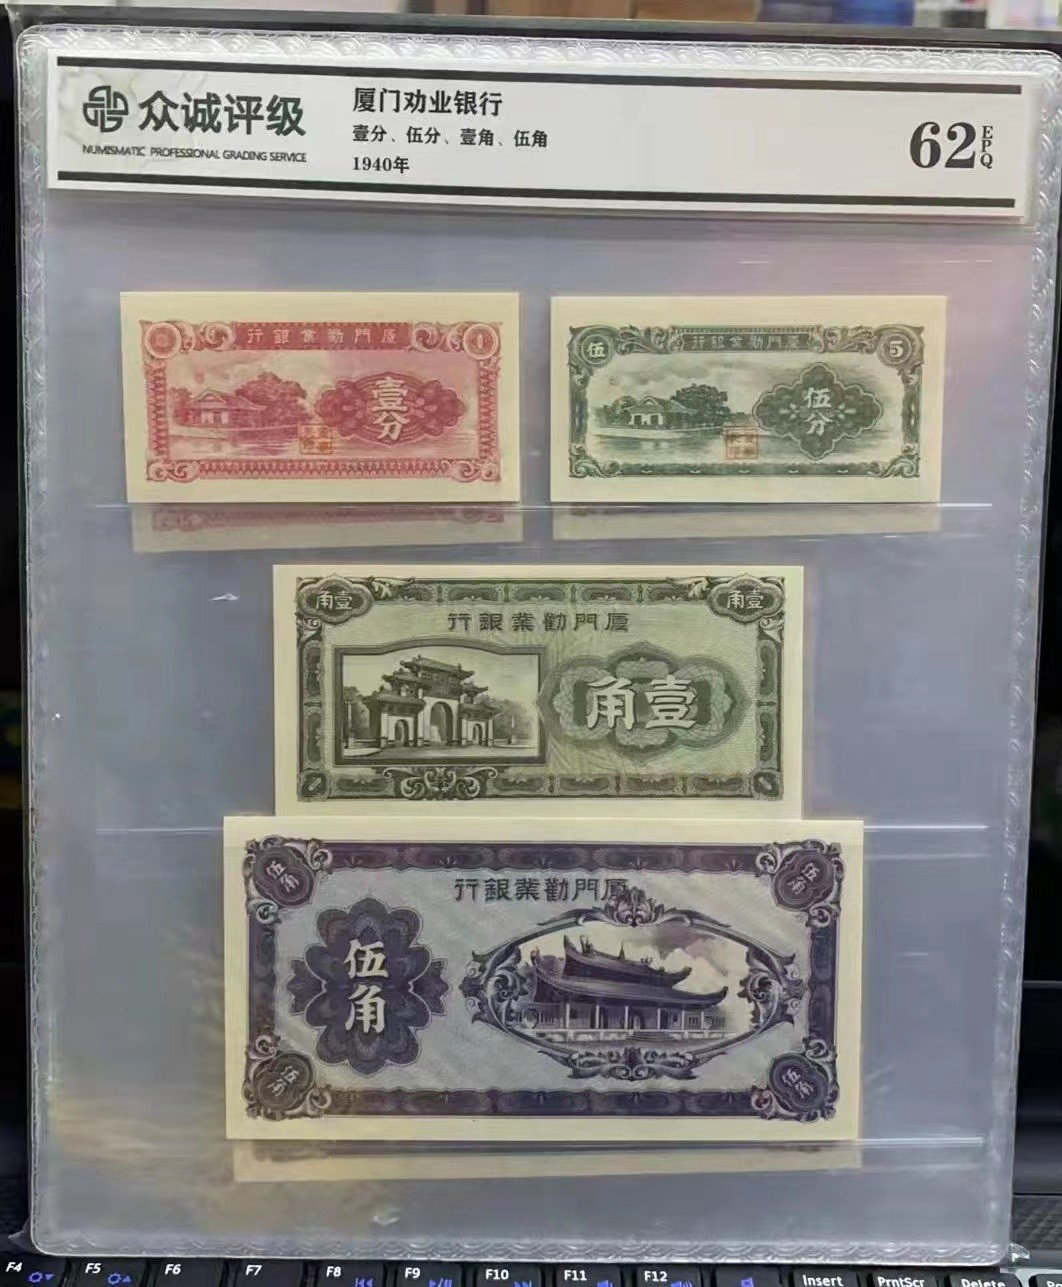 众诚评级
NUMISMATIC PROFESSIONAL GRADING SERVICE
厦门劝业银行
壹分、伍分、壹角、伍角
1940年
62
EPQ
行銀業勸門厦
1
壹分
伍
行銀業勸門厦
5
伍分
角壹
角壹
行銀業勸門厦
角壹
伍角
伍角
行銀業勸門厦
伍角
伍角
伍角
F4
F5
F6
F7
F8
F9
F10
F11
F12
Insert
PrntScr
Delete